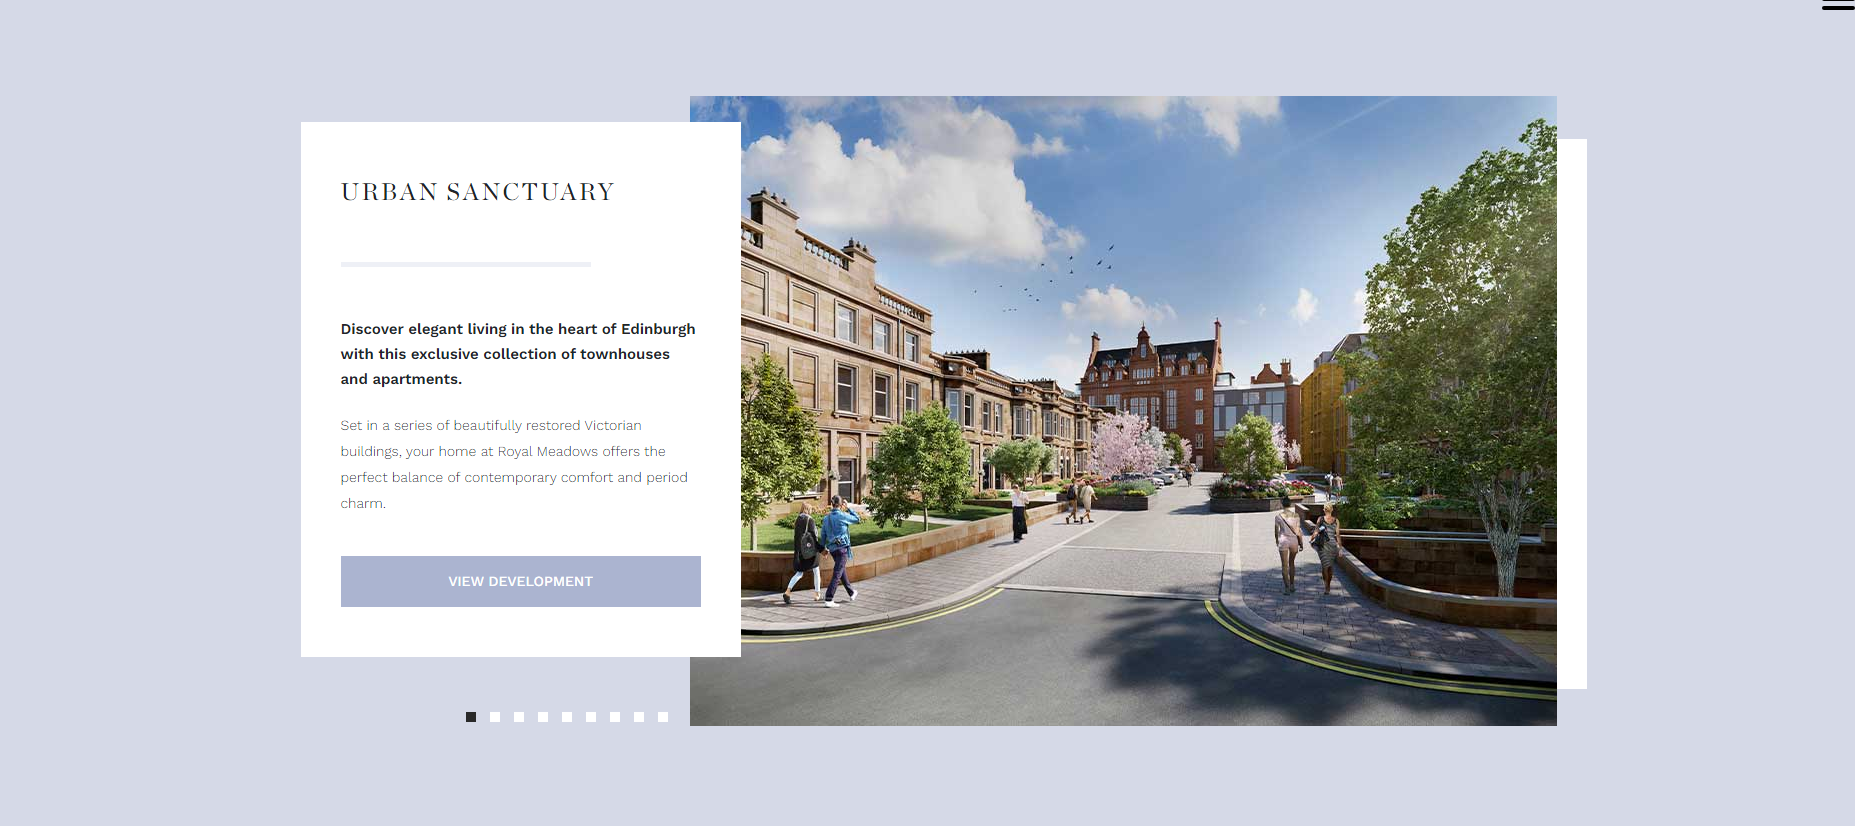 URBAN SANCTUARY
Discover elegant living in the heart of Edinburgh
with this exclusive collection of townhouses
and apartments.
Set in a series of beautifully restored Victorian
buildings, your home at Royal Meadows offers the
perfect balance of contemporary comfort and period
charm.
VIEW DEVELOPMENT